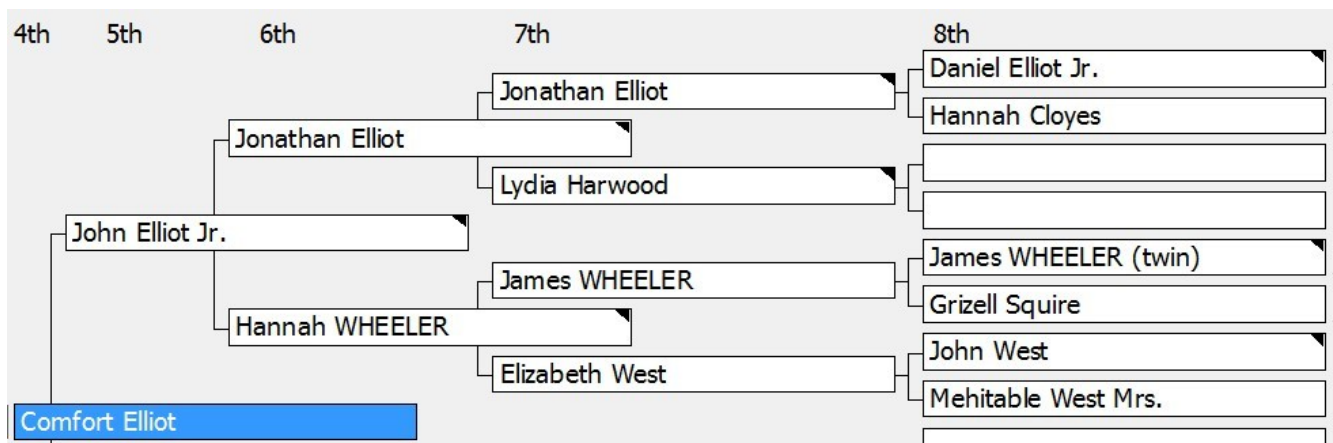 4th 5th 6th 7th 8th
Daniel Elliot Jr.
Jonathan Elliot
Hannah Cloyes
Jonathan Elliot
Lydia Harwood
John Elliot Jr.
James WHEELER (twin)
James WHEELER
Grizell Squire
Hannah WHEELER
John West
Elizabeth West
Mehitable West Mrs.
Comfort Elliot